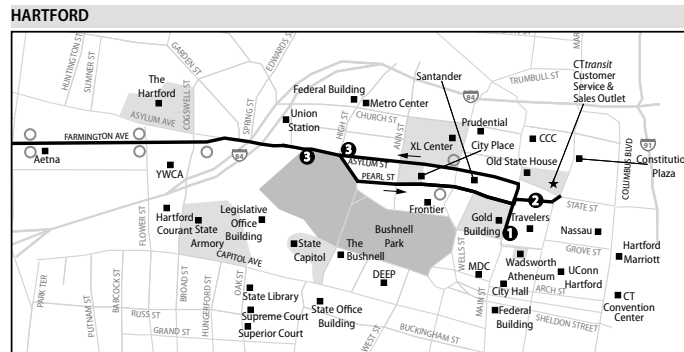 HARTFORD
HUNTINGTON ST
SUMNER ST
GARDEN ST
COGSWELL ST
SPRING ST
EDWARDS ST
The
Hartford
ASYLUM AVE
FARMINGTON AVE
Aetna
YWCA
84
Union
Station
Federal Building
Metro Center
HIGH ST
CHURCH ST
ANN ST
Santander
84
TRUMBULL ST
CTtransit
Customer
Service &
Sales Outlet
XL Center
Prudential
City Place
CCC
Old State House
COLUMBUS BLVD
91
Constitution
Plaza
3
3
ASYLUM ST
PEARL ST
2
STATE ST
1
Hartford
Courant
State
Armory
Legislative
Office
Building
FLOWER ST
BROAD ST
CAPITOL AVE
State
Capitol
The
Bushnell
Bushnell
Park
Frontier
Gold
Building
Travelers
Nassau
GROVE ST
WELLS ST
Wadsworth
Atheneum
Hartford
Marriott
MDC
UConn
Hartford
City Hall
ARCH ST
MAIN ST
CT
Convention
Center
DEEP
PARK TER
PUTNAM ST
BABCOCK ST
HUNGERFORD ST
OAK ST
State Library
Supreme Court
Superior Court
State Office
Building
RUSS ST
GRAND ST
WEST ST
BUCKINGHAM ST
Federal
Building
SHELDON STREET